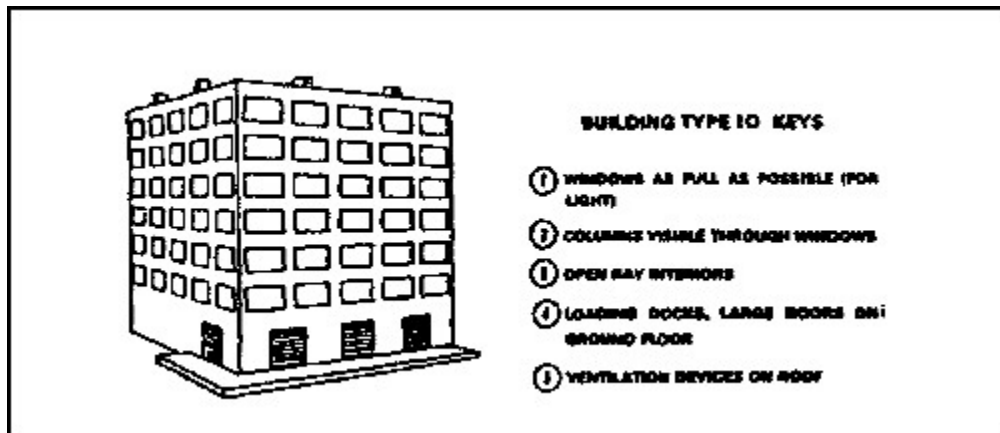 BUILDING TYPE ID KEYS
1 WINDOWS AS FULL AS POSSIBLE (FOR
LIGHT)
2 COLUMNS VISIBLE THROUGH WINDOWS
3 OPEN BAY INTERIORS
4 LOADING DOCKS, LARGE DOORS ON
GROUND FLOOR
5 VENTILATION DEVICES ON ROOF